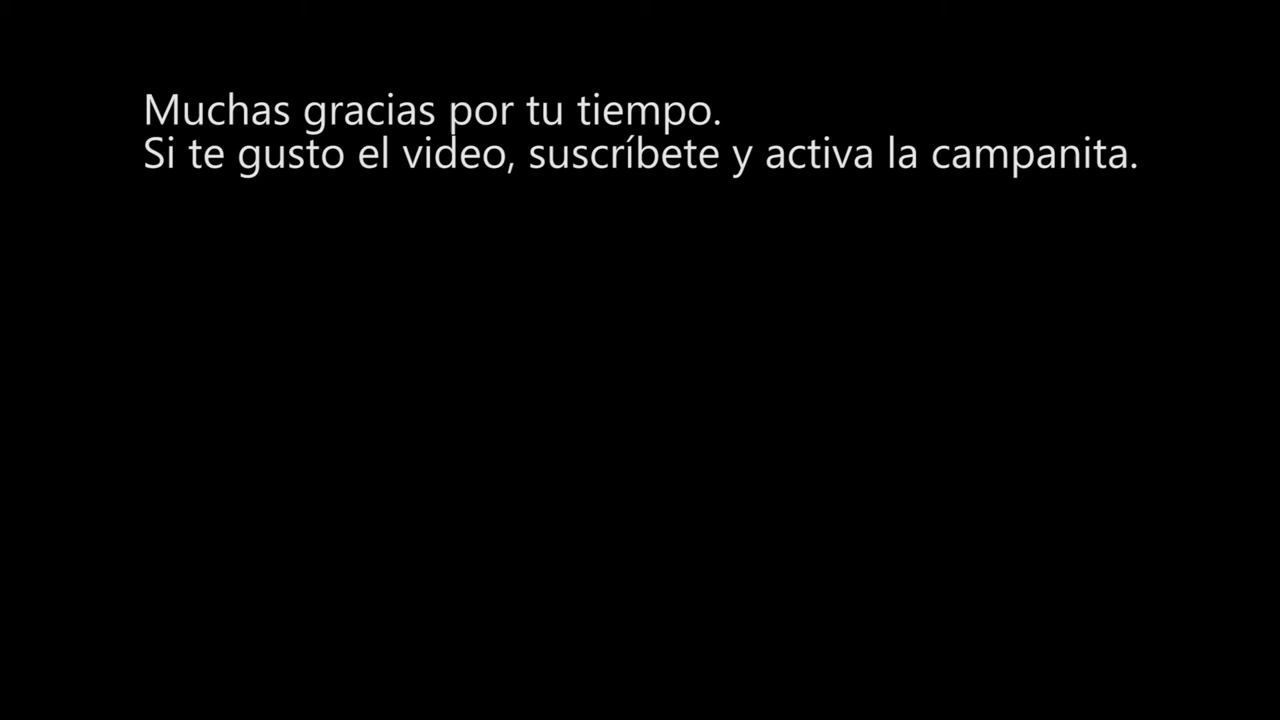 Muchas gracias por tu tiempo.
Si te gusto el video, suscríbete y activa la campanita.